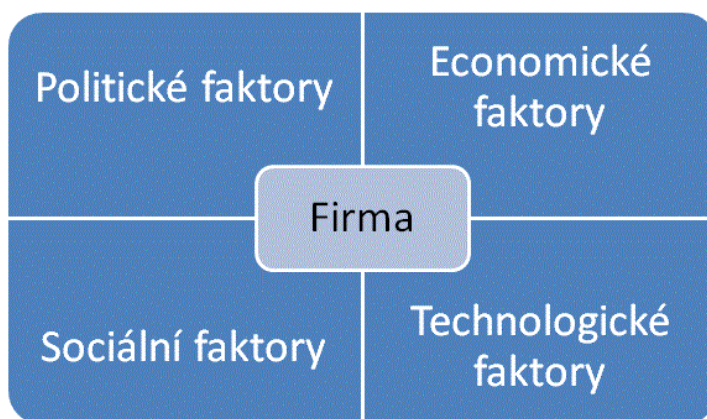 Politické faktory
Economické
faktory
Firma
Sociální faktory
Technologické
faktory